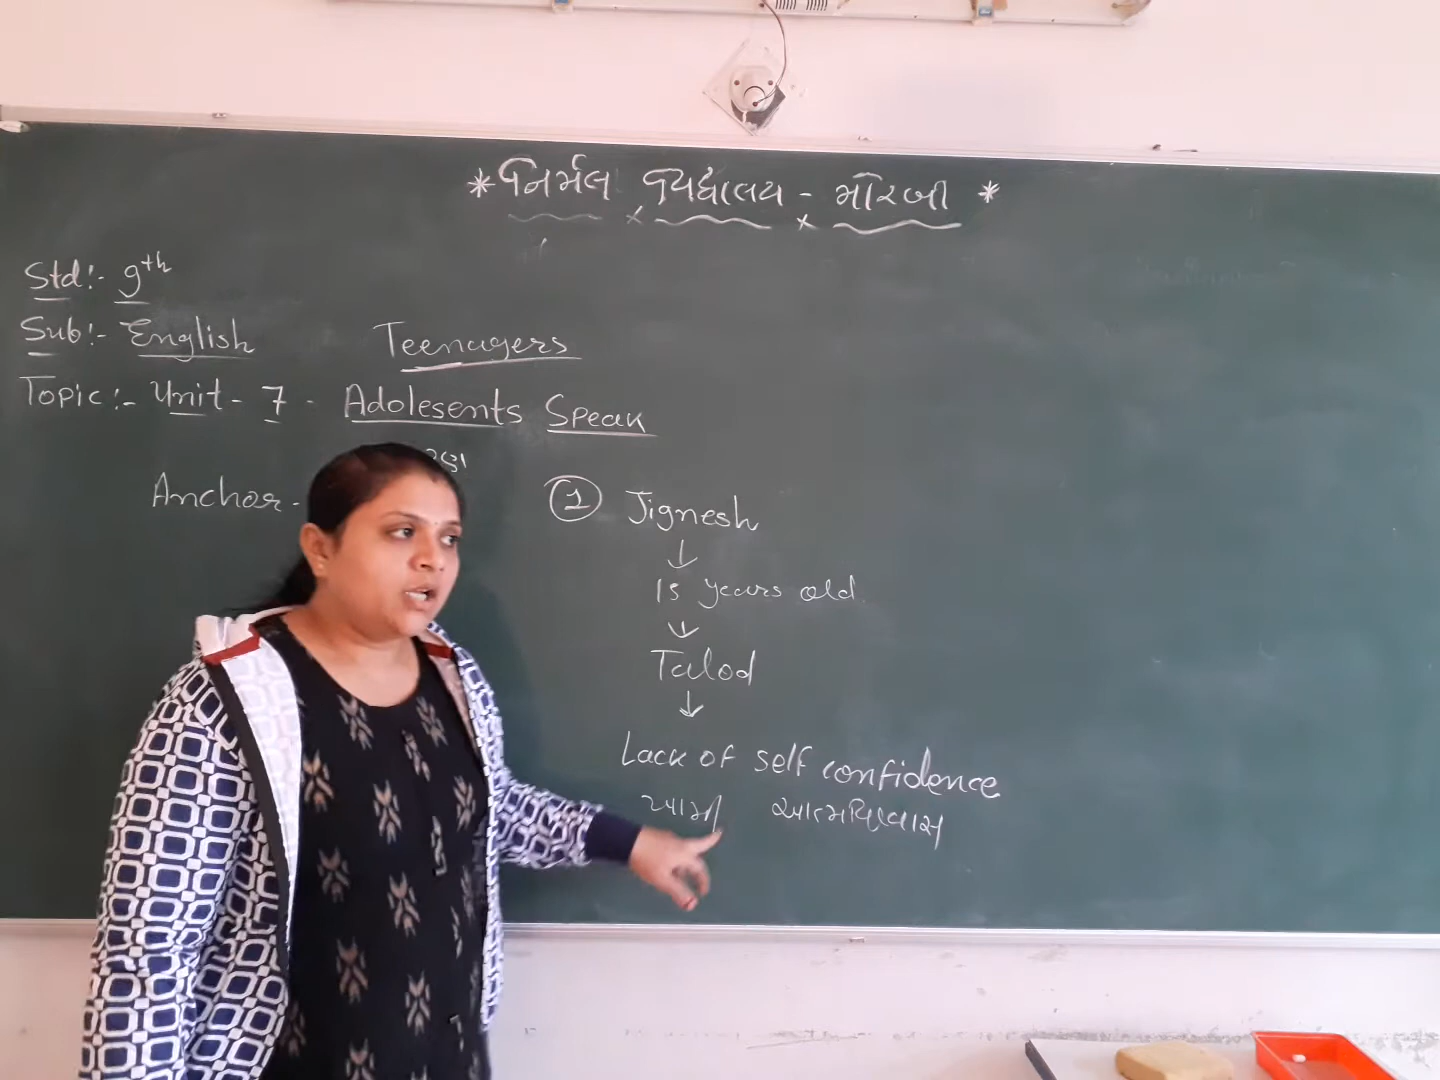 * નિર્મલ વિદ્યાલય - મોરબી *
Std:- 9th
Sub:- English
Teenagers
Topic:- Unit - 7 - Adolesents Speak
Anchor -
1 Jignesh
15 years old
Talod
Lack of self confidence
ખામી આત્મવિશ્વાસ